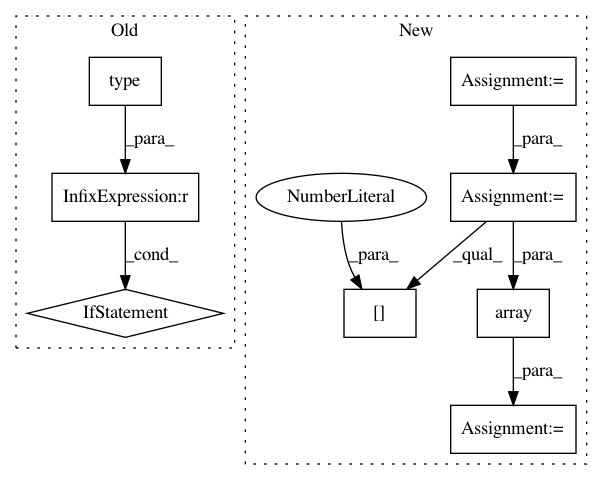 Old
New
type
Assignment:=
_para_
_para_
InfixExpression:r
NumberLiteral
Assignment:=
_cond_
_para_
_qual_
_para_
IfStatement
[]
array
_para_
Assignment:=